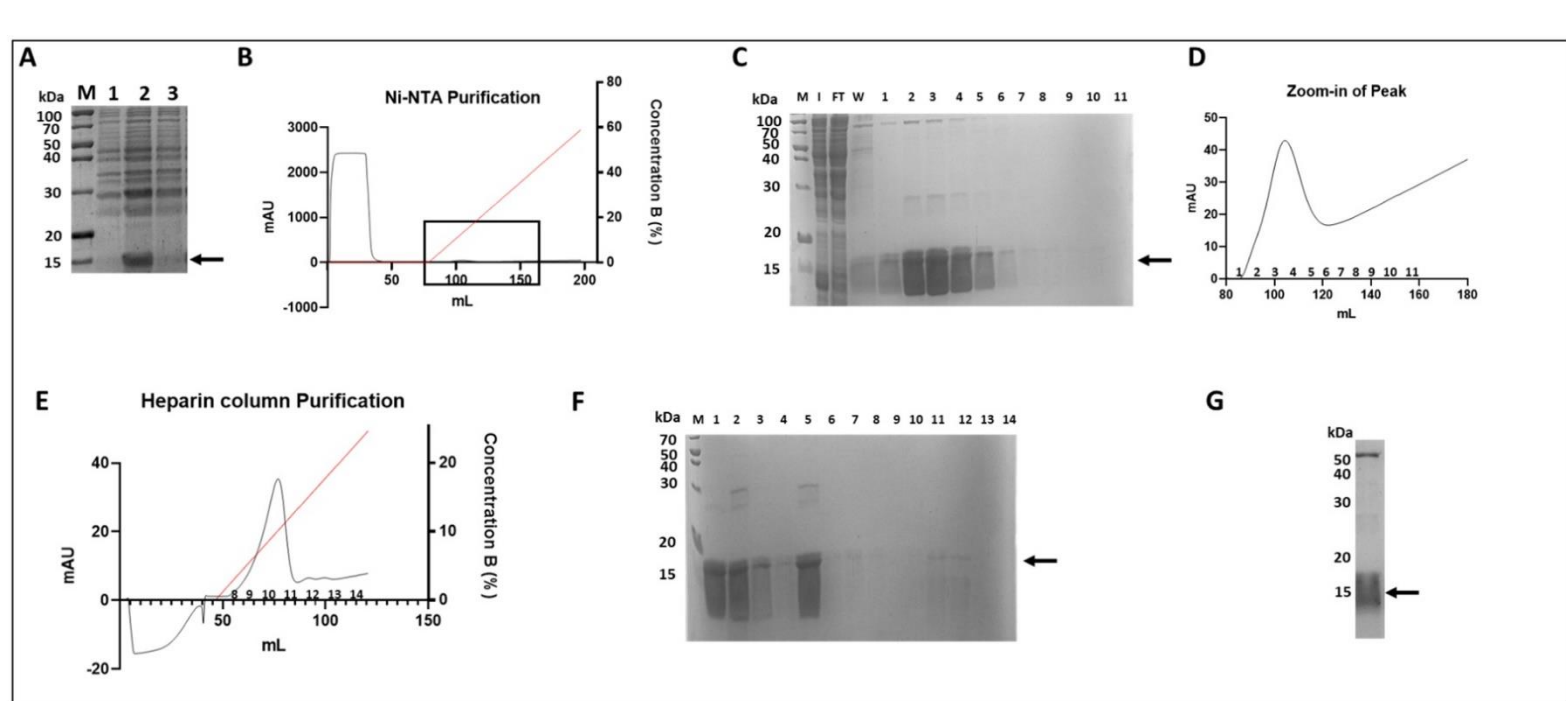 A
M 1 2 3
kDa
100
70
50
40
30
20
15
B
Ni-NTA Purification
3000
2000
1000
0
-1000
mAU
50 100 150 200
mL
80
60
40
20
0
Concentration B (%)
C
kDa M I FT W 1 2 3 4 5 6 7 8 9 10 11
100
70
50
40
30
20
15
D
Zoom-in of Peak
50
40
30
20
10
0
mAU
1 2 3 4 5 6 7 8 9 10 11
80 100 120 140 160 180
mL
E
Heparin column Purification
40
20
0
-20
mAU
8 9 10 11 12 13 14
50 100 150
mL
20
10
0
Concentration B (%)
F
kDa M 1 2 3 4 5 6 7 8 9 10 11 12 13 14
70
50
40
30
20
15
G
kDa
50
40
30
20
15